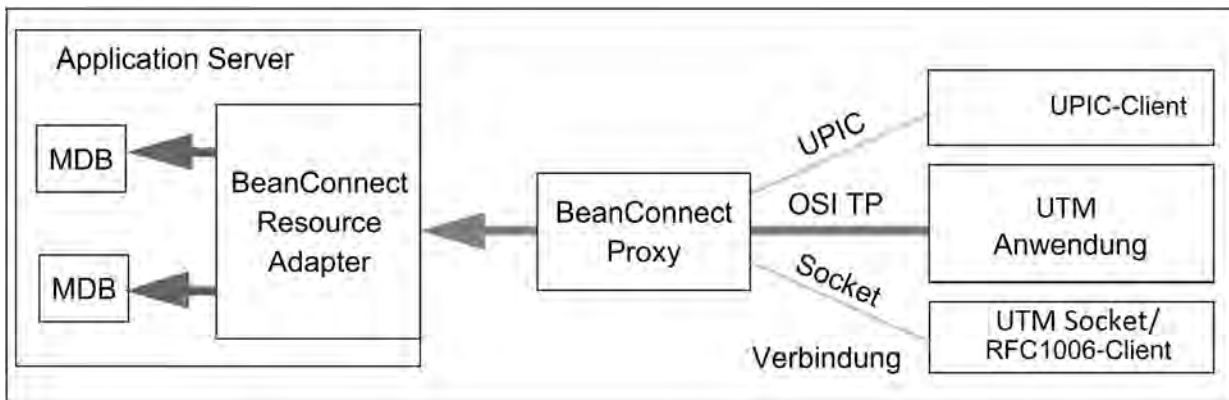 Application Server
MDB
MDB
BeanConnect
Resource
Adapter
BeanConnect
Proxy
UPIC
OSI TP
Socket
Verbindung
UPIC-Client
UTM
Anwendung
UTM Socket/
RFC1006-Client